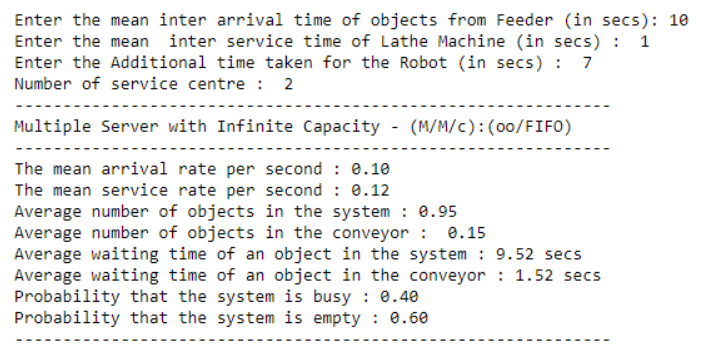 Enter the mean inter arrival time of objects from Feeder (in secs): 10
Enter the mean  inter service time of Lathe Machine (in secs) :  1
Enter the Additional time taken for the Robot (in secs) :  7
Number of service centre :  2
--------------------------------------------------------------
Multiple Server with Infinite Capacity - (M/M/c):(oo/FIFO)
--------------------------------------------------------------
The mean arrival rate per second : 0.10
The mean service rate per second : 0.12
Average number of objects in the system : 0.95
Average number of objects in the conveyor :  0.15
Average waiting time of an object in the system : 9.52 secs
Average waiting time of an object in the conveyor : 1.52 secs
Probability that the system is busy : 0.40
Probability that the system is empty : 0.60
--------------------------------------------------------------